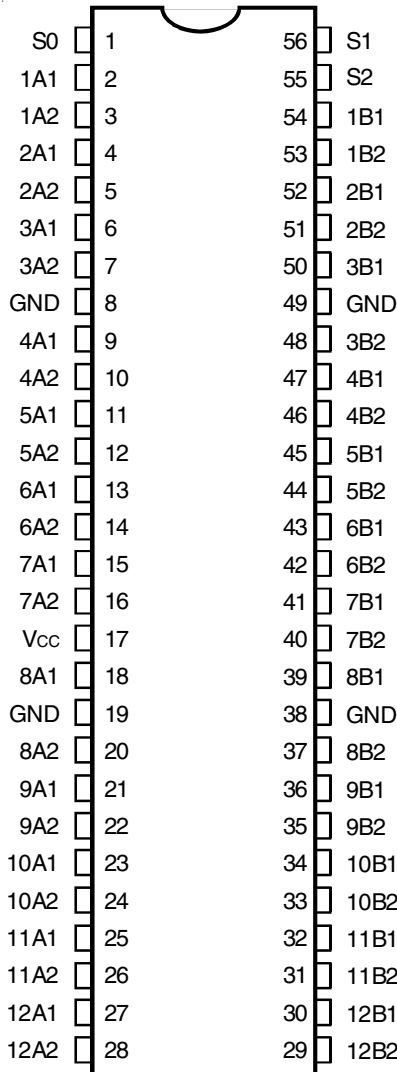 S0 1 56 S1
1A1 2 55 S2
1A2 3 54 1B1
2A1 4 53 1B2
2A2 5 52 2B1
3A1 6 51 2B2
3A2 7 50 3B1
GND 8 49 GND
4A1 9 48 3B2
4A2 10 47 4B1
5A1 11 46 4B2
5A2 12 45 5B1
6A1 13 44 5B2
6A2 14 43 6B1
7A1 15 42 6B2
7A2 16 41 7B1
Vcc 17 40 7B2
8A1 18 39 8B1
GND 19 38 GND
8A2 20 37 8B2
9A1 21 36 9B1
9A2 22 35 9B2
10A1 23 34 10B1
10A2 24 33 10B2
11A1 25 32 11B1
11A2 26 31 11B2
12A1 27 30 12B1
12A2 28 29 12B2